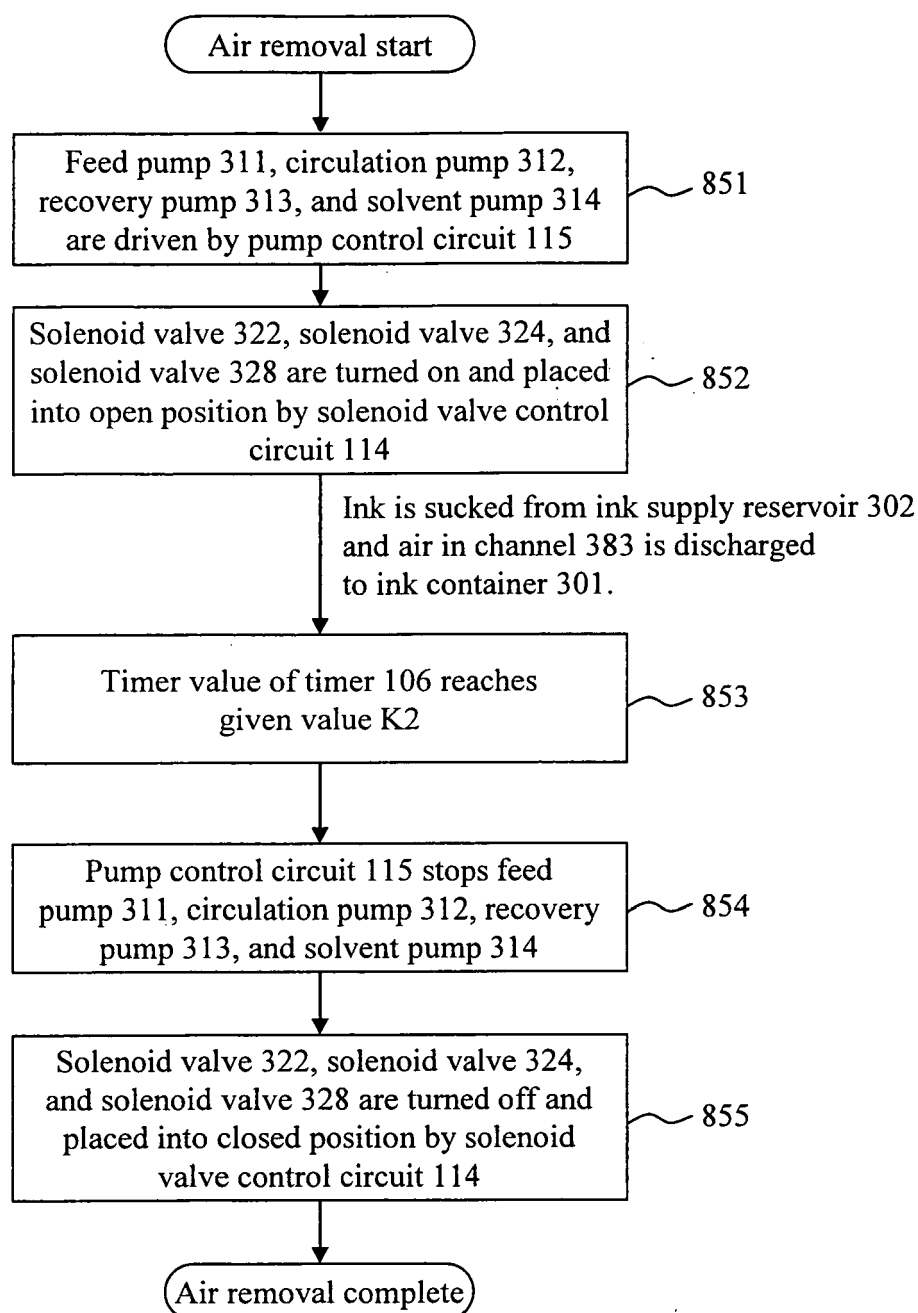 Air removal start
Feed pump 311, circulation pump 312,
recovery pump 313, and solvent pump 314
are driven by pump control circuit 115
851
Solenoid valve 322, solenoid valve 324, and
solenoid valve 328 are turned on and placed
into open position by solenoid valve control
circuit 114
852
Ink is sucked from ink supply reservoir 302
and air in channel 383 is discharged
to ink container 301.
Timer value of timer 106 reaches
given value K2
853
Pump control circuit 115 stops feed
pump 311, circulation pump 312, recovery
pump 313, and solvent pump 314
854
Solenoid valve 322, solenoid valve 324,
and solenoid valve 328 are turned off and
placed into closed position by solenoid
valve control circuit 114
855
Air removal complete